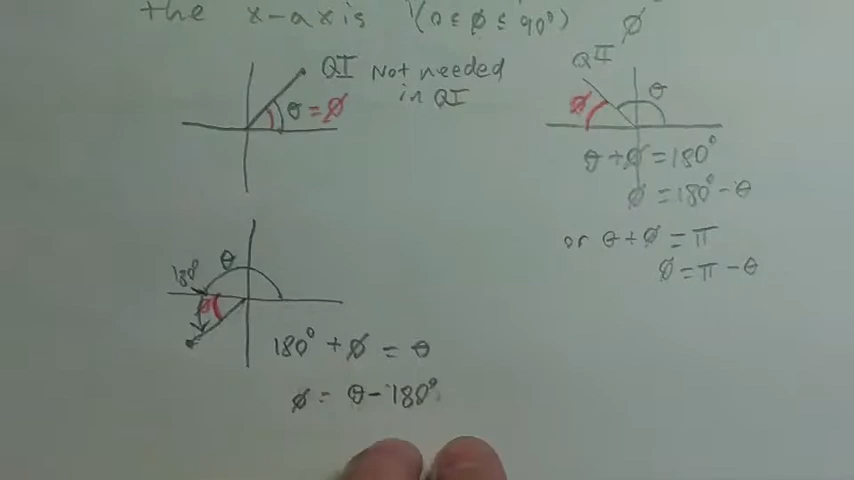 the x-axis (0 ≤ ∅ ≤ 90°) ∅
QI Not needed in QI
θ = ∅
QII
∅ θ
θ + ∅ = 180°
∅ = 180° - θ
or θ + ∅ = π
∅ = π - θ
180° θ
∅
180° + ∅ = θ
∅ = θ - 180°